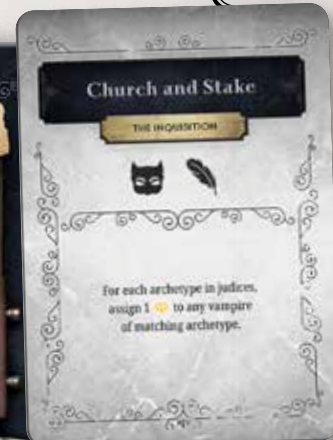 Church and Stake
THE INQUISITION
For each archetype in judices,
assign 1 to any vampire
of matching archetype.